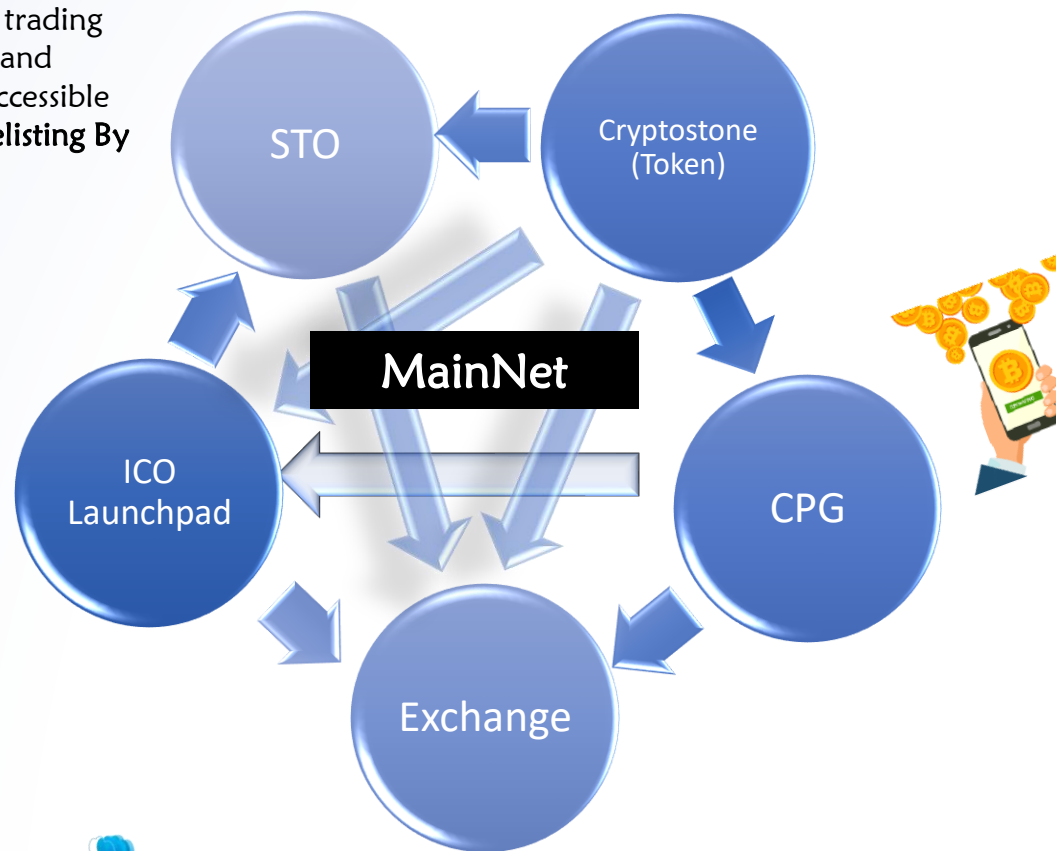 trading
and
ccessible
elisting By
STO
Cryptostone
(Token)
MainNet
ICO
Launchpad
CPG
Exchange